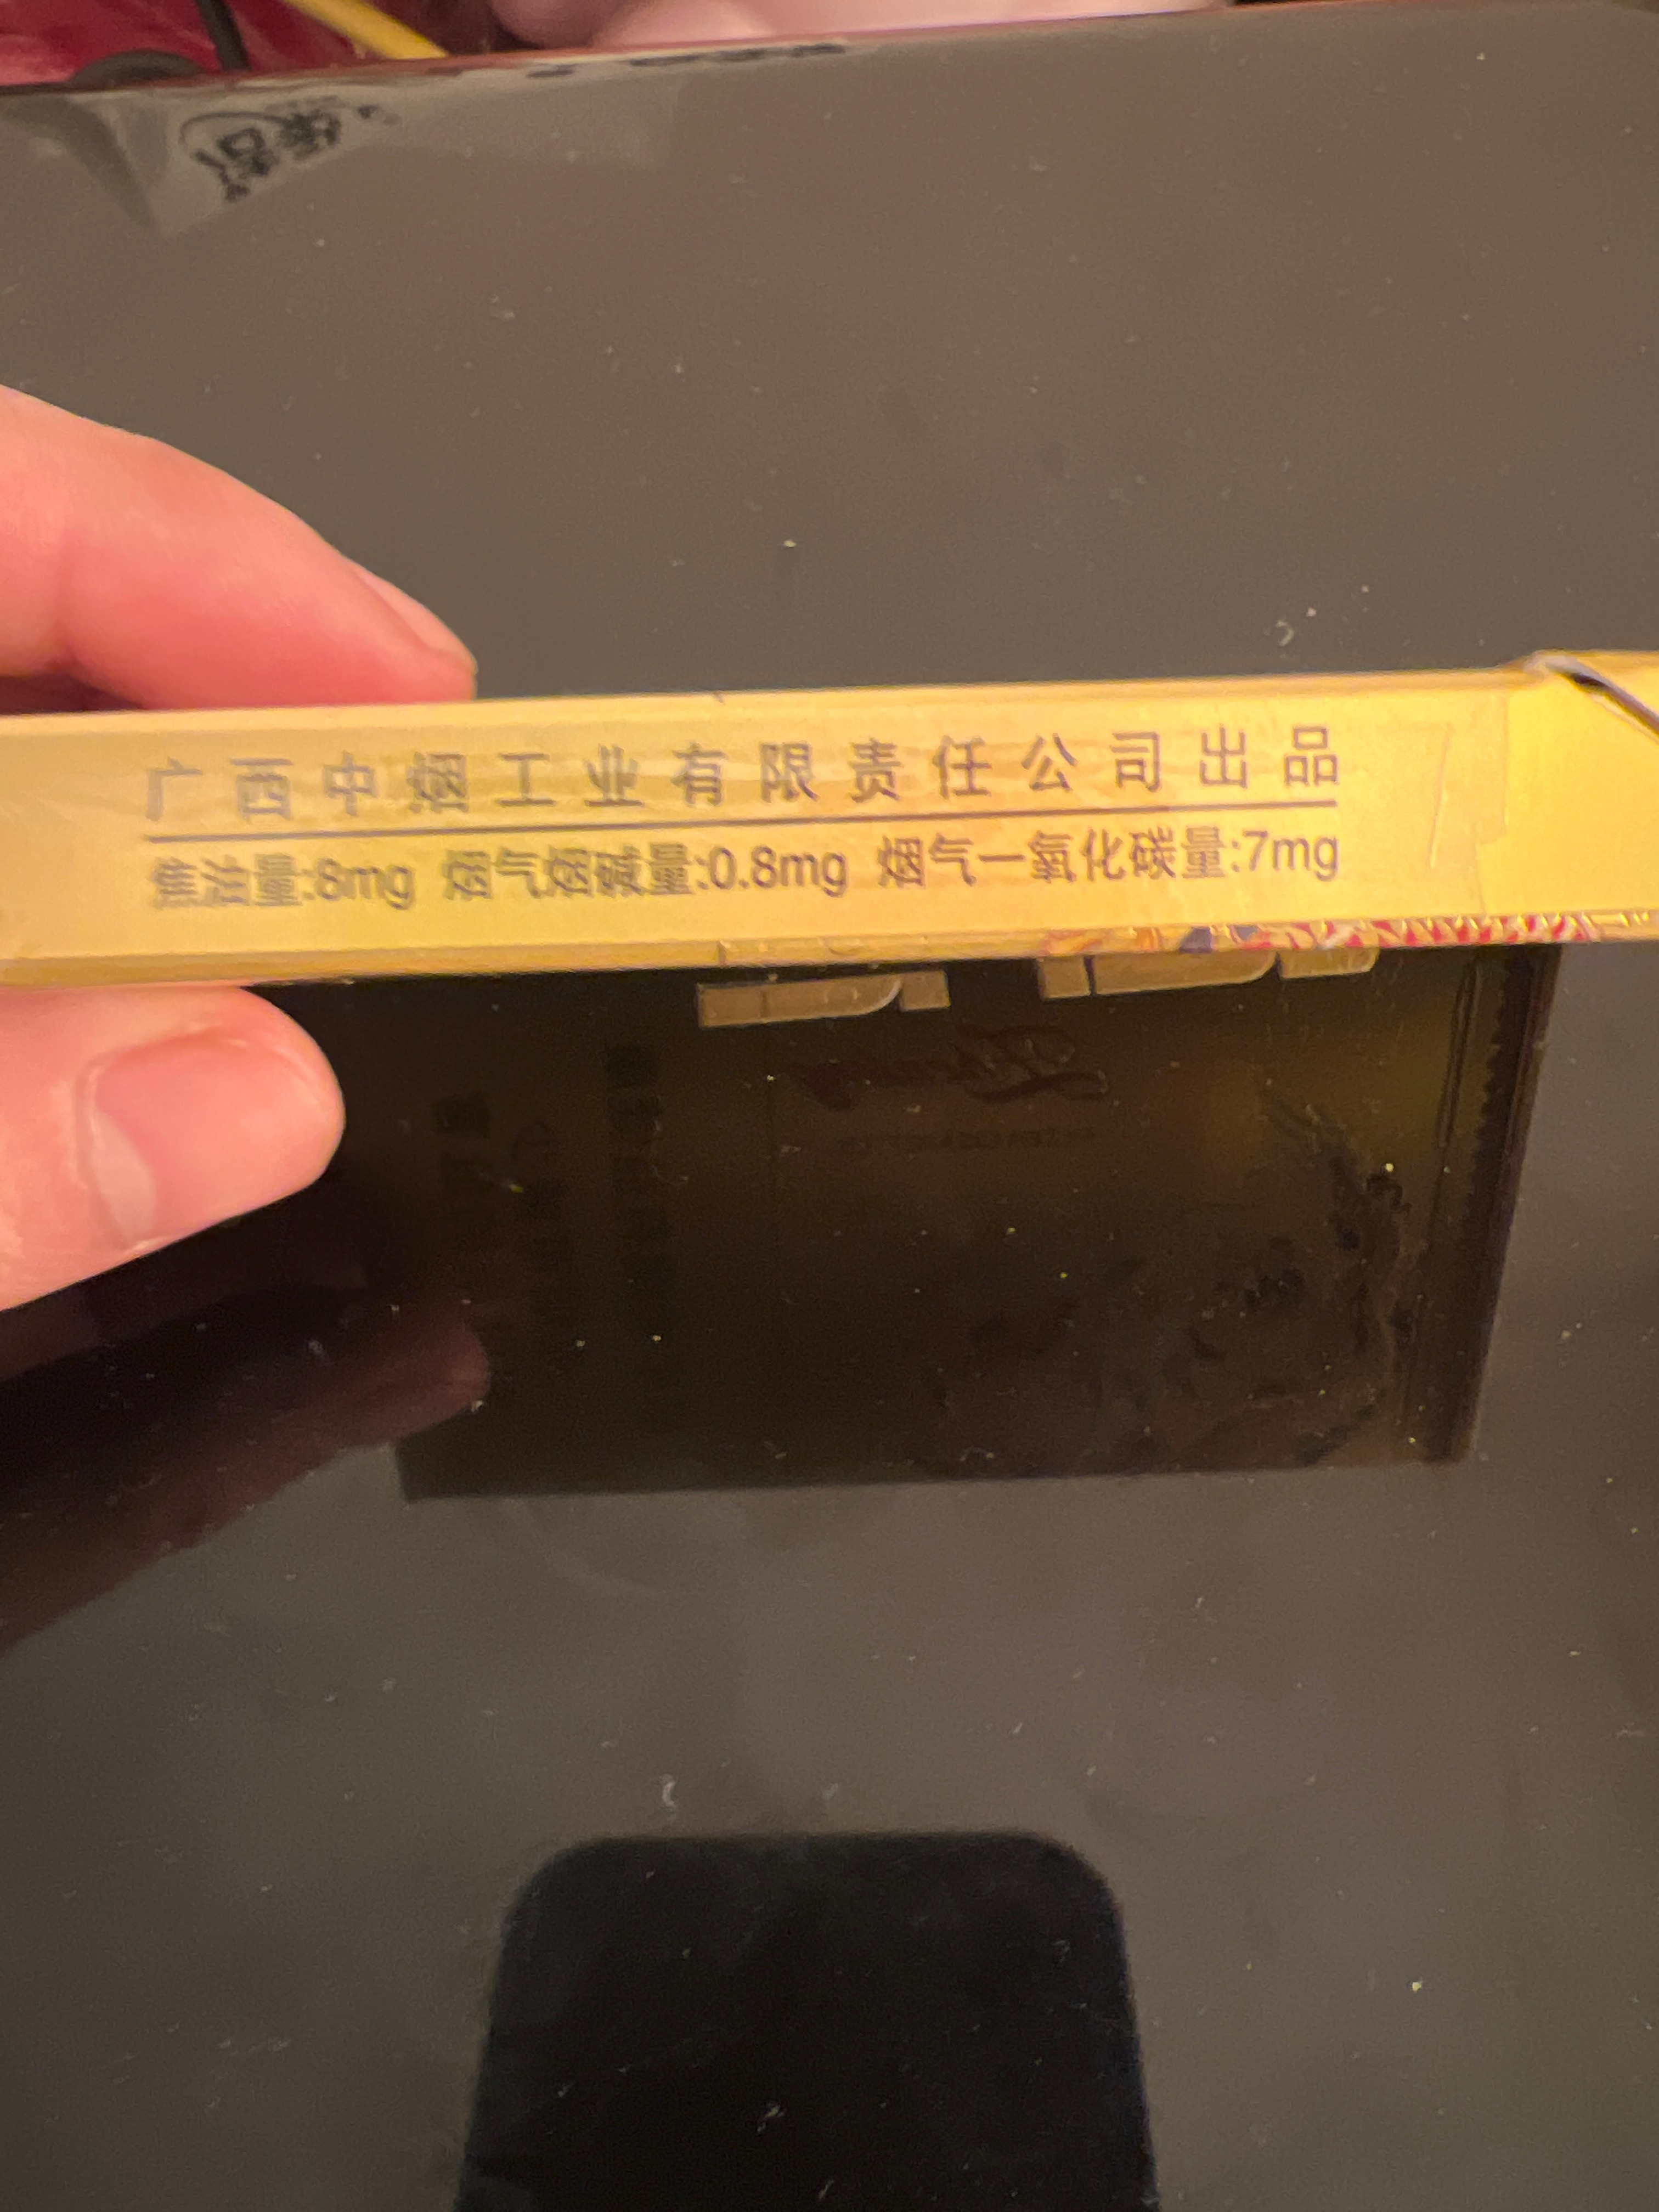 广西中烟工业有限责任公司出品
焦油量:8mg 烟气烟碱量:0.8mg 烟气一氧化碳量:7mg